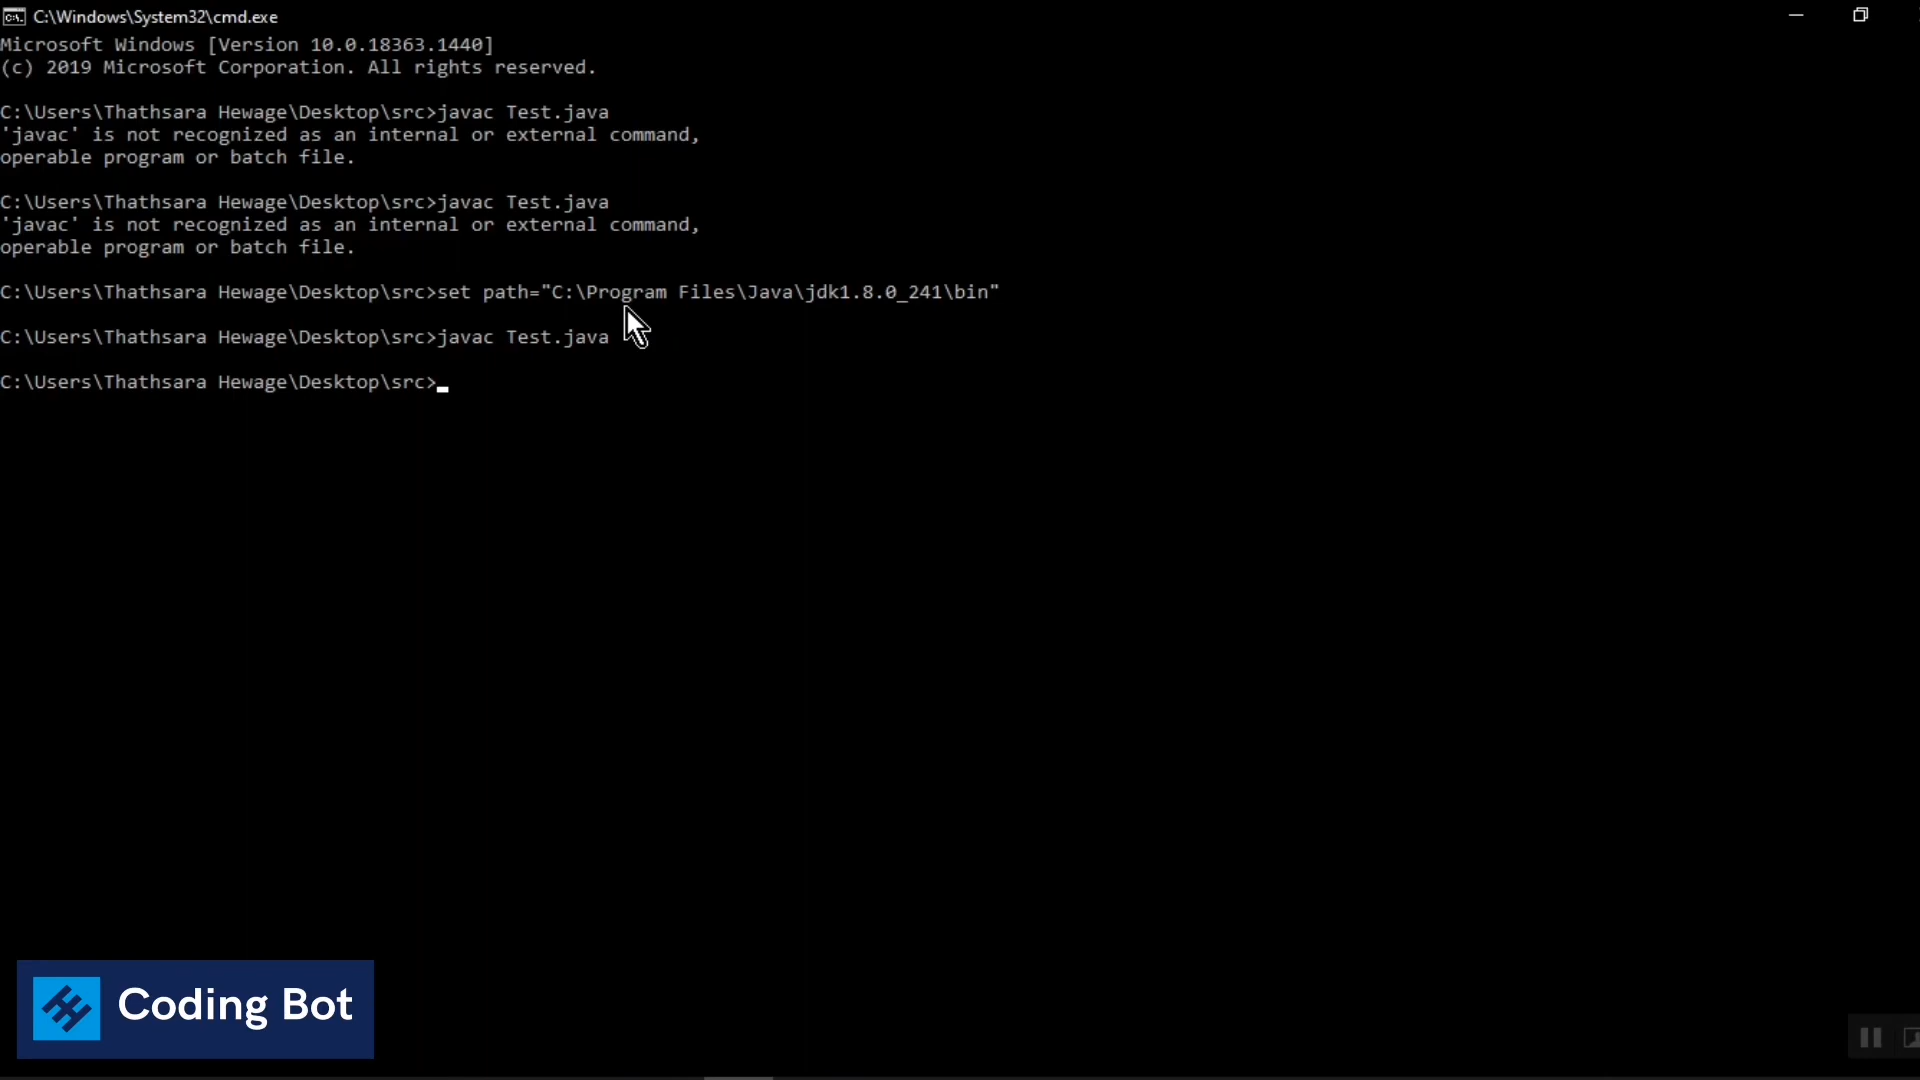 C:\Windows\System32\cmd.exe
Microsoft Windows [Version 10.0.18363.1440]
(c) 2019 Microsoft Corporation. All rights reserved.
C:\Users\Thathsara Hewage\Desktop\src>javac Test.java
'javac' is not recognized as an internal or external command,
operable program or batch file.
C:\Users\Thathsara Hewage\Desktop\src>javac Test.java
'javac' is not recognized as an internal or external command,
operable program or batch file.
C:\Users\Thathsara Hewage\Desktop\src>set path="C:\Program Files\Java\jdk1.8.0_241\bin"
C:\Users\Thathsara Hewage\Desktop\src>javac Test.java
C:\Users\Thathsara Hewage\Desktop\src>
Coding Bot